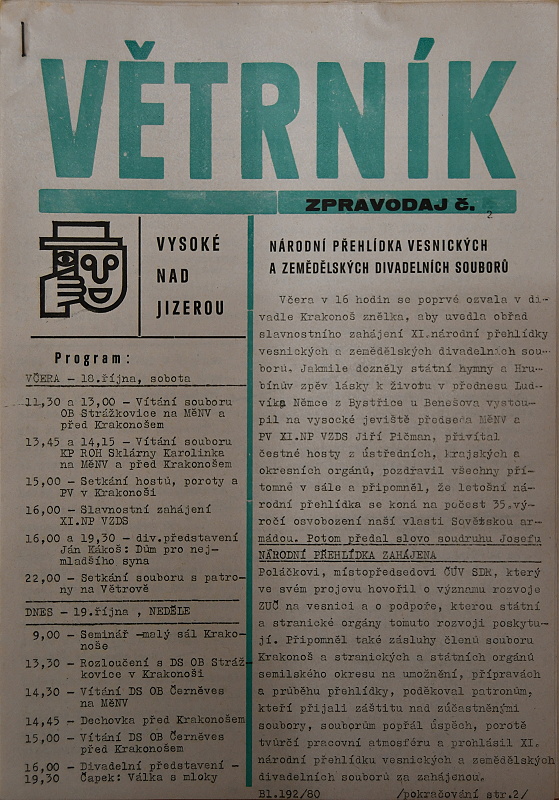 VĚTRNÍK
ZPRAVODAJ č. 2
VYSOKÉ
NAD
JIZEROU
Program:
VČERA - 18.října, sobota
11,30 a 13,00 - Vítání souboru
OB Strážkovice na MěNV a
před Krakonošem
13,45 a 14,15 - Vítání souboru
KP ROH Sklárny Karolinka
na MěNV a před Krakonošem
15,00 - Setkání hostú, poroty a
PV v Krakonoši
16,00 - Slavnostní zahájení
XI.NP VZDS
16,00 a 19,30 - div.představení
Ján Kákoš: Dúm pro nej-
mladšího syna
22,00 - Setkání souboru s patro-
ny na Větrově
DNES - 19.října , NEDĚLE
9,00 - Seminář -malý sál Krako-
noše
13,30 - Rozloučení s DS OB Stráž-
kovice v Krakonoši
14,30 - Vítání DS OB Černěves
na MěNV
14,45 - Dechovka před Krakonošem
15,00 - Vítání DS OB Černěves
před Krakonošem
16,00 - Divadelní představení -
19,30 Čapek: Válka s mloky
NÁRODNÍ PŘEHLÍDKA VESNICKÝCH
A ZEMĚDĚLSKÝCH DIVADELNÍCH SOUBORŮ
Včera v 16 hodin se poprvé ozvala v di-
vadle Krakonoš znělka, aby uvedla obřad
slavnostního zahájení XI.národní přehlídky
vesnických a zemědělských divadelních sou-
borů. Jakmile dozněly státní hymny a Hru-
bínův zpěv lásky k životu v přednesu Lud-
víka Němce z Bystřice u Benešova vystou-
pil na vysocké jeviště předseda MěNV a
PV XI.NP VZDS Jiří Pičman, přivítal
čestné hosty z ústředních, krajských a
okresních orgánů, pozdravil všechny pří-
tomné v sále a připomněl, že letošní ná-
rodní přehlídka se koná na počest 35.vý-
ročí osvobození naší vlasti Sovětskou ar-
mádou. Potom předal slovo soudruhu Josefu
NÁRODNÍ PŘEHLÍDKA ZAHÁJENA
Poláčkovi, místopředsedovi ČÚV SDR, který
ve svém projevu hovořil o významu rozvoje
ZUČ na vesnici a o podpoře, kterou státní
a stranické orgány tomuto rozvoji poskytu-
jí. Připomněl také zásluhy členú souboru
Krakonoš a stranických a státních orgánú
semilského okresu na umožnění, přípravách
a průběhu přehlídky, poděkoval patronúm,
kteří přijali záštitu nad zúčastněnými
soubory, souborúm popřál úspěch, porotě
tvúrčí pracovní atmosféru a prohlásil XI.
národní přehlídku vesnických a zemědělských
divadelních souború za zahájenou.
Bl.192/80 /pokračování str.2/